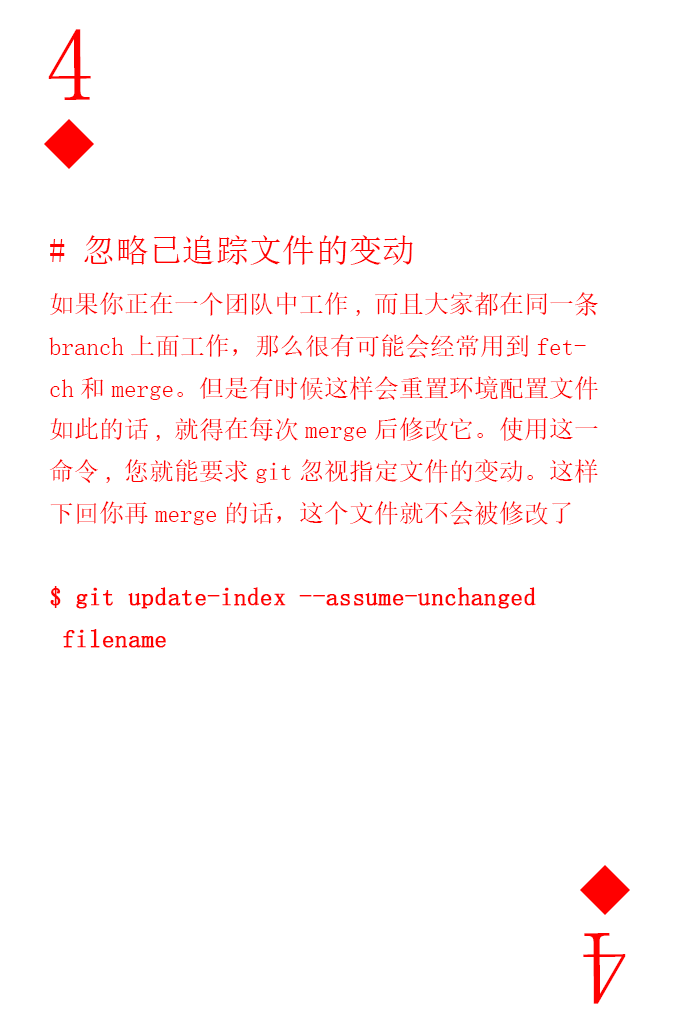 4
# 忽略已追踪文件的变动
如果你正在一个团队中工作，而且大家都在同一条
branch 上面工作，那么很有可能会经常用到 fet-
ch 和 merge。但是有时候这样会重置环境配置文件
如此的话，就得在每次 merge 后修改它。使用这一
命令，您就能要求 git 忽视指定文件的变动。这样
下回你再 merge 的话，这个文件就不会被修改了
$ git update-index --assume-unchanged
filename
4